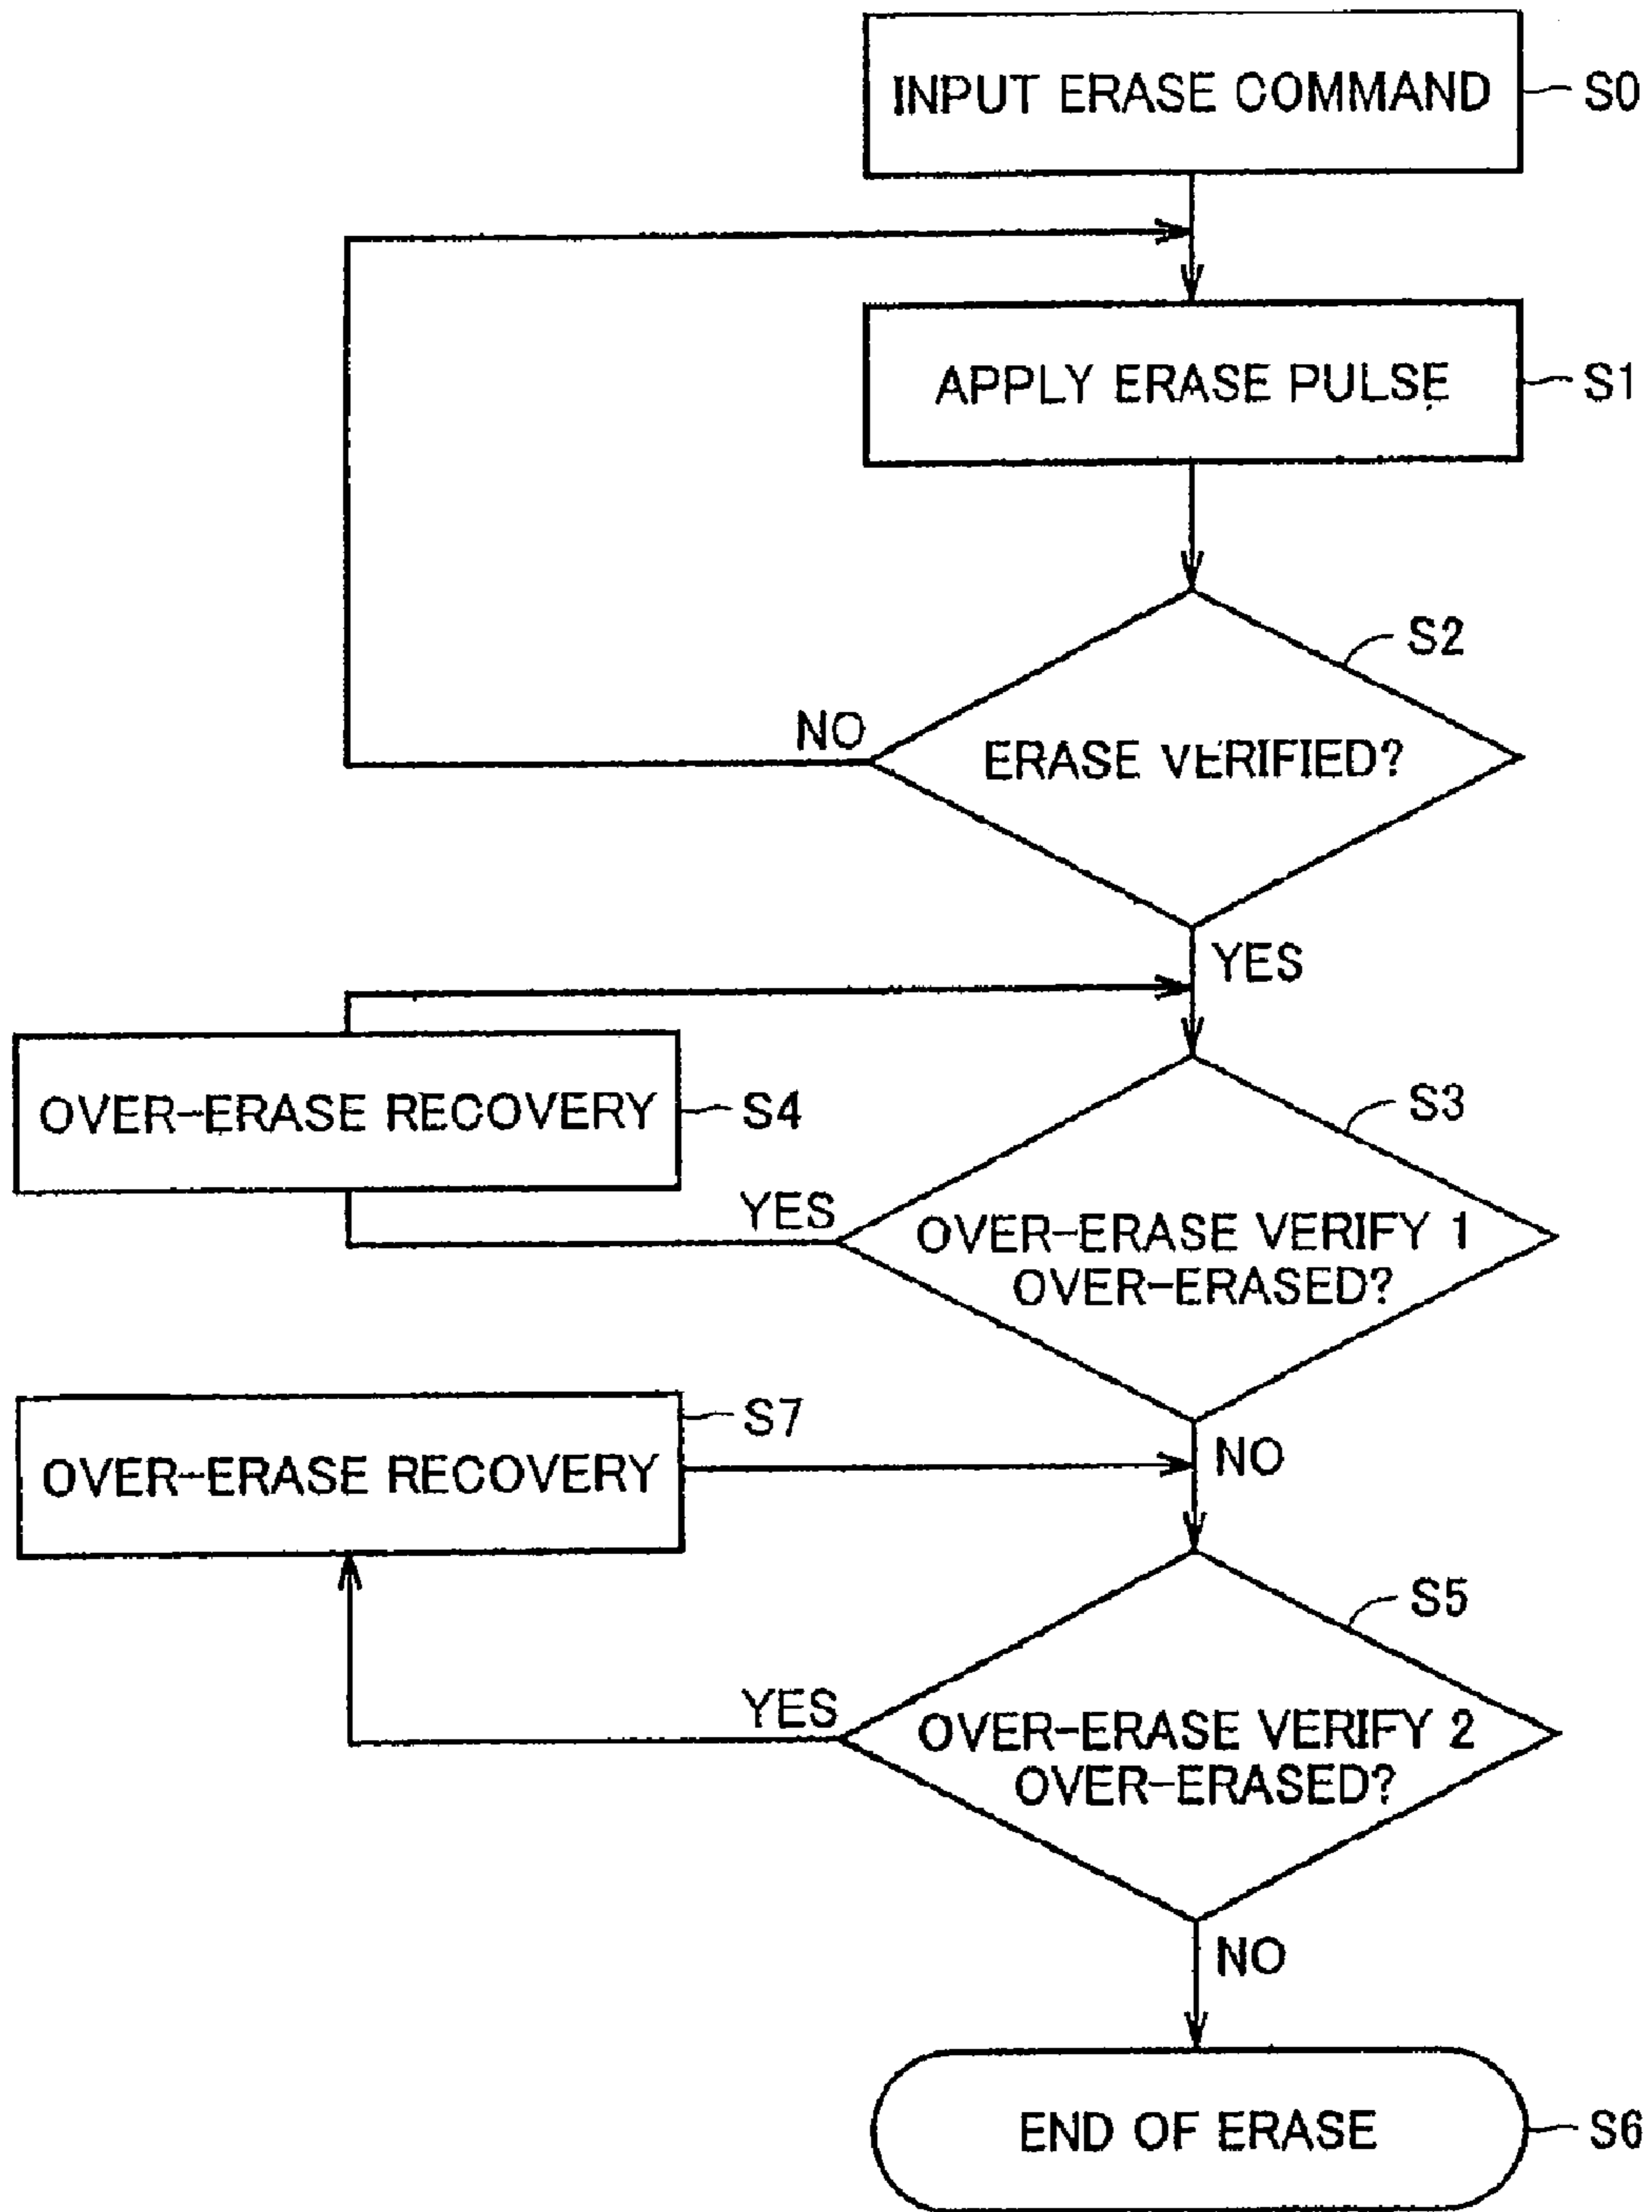 INPUT ERASE COMMAND
S0
APPLY ERASE PULSE
S1
S2
NO
ERASE VERIFIED?
YES
OVER-ERASE RECOVERY
S4
S3
YES
OVER-ERASE VERIFY 1
OVER-ERASED?
S7
NO
OVER-ERASE RECOVERY
S5
YES
OVER-ERASE VERIFY 2
OVER-ERASED?
NO
END OF ERASE
S6